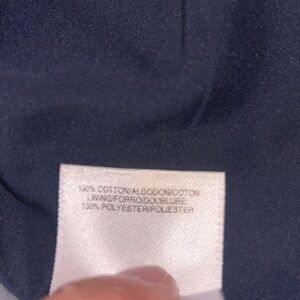 100% COTTON/ALGODON/COTON
LINING/FORRO/DOUBLURE:
100% POLYESTER/POLIESTER